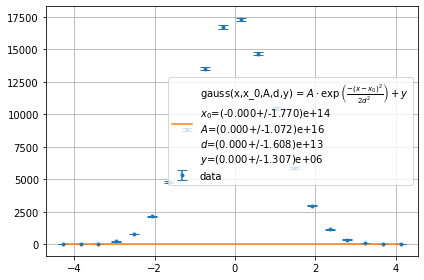 17500
15000
12500
10000
7500
5000
2500
0
gauss(x,x_0,A,d,y) = A · exp((-(x-x₀)²)/(2d²)) + y
x₀=(-0.000+/-1.770)e+14
A=(0.000+/-1.072)e+16
d=(0.000+/-1.608)e+13
y=(0.000+/-1.307)e+06
data
−4 −2 0 2 4